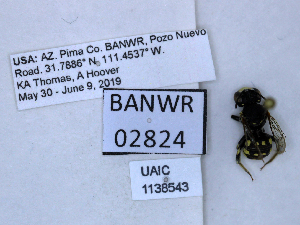 USA: AZ. Pima Co. BANWR, Pozo Nuevo
Road. 31.7886° N, 111.4537° W.
KA Thomas, A Hoover
May 30 - June 9, 2019
BANWR
02824
UAIC
1138543